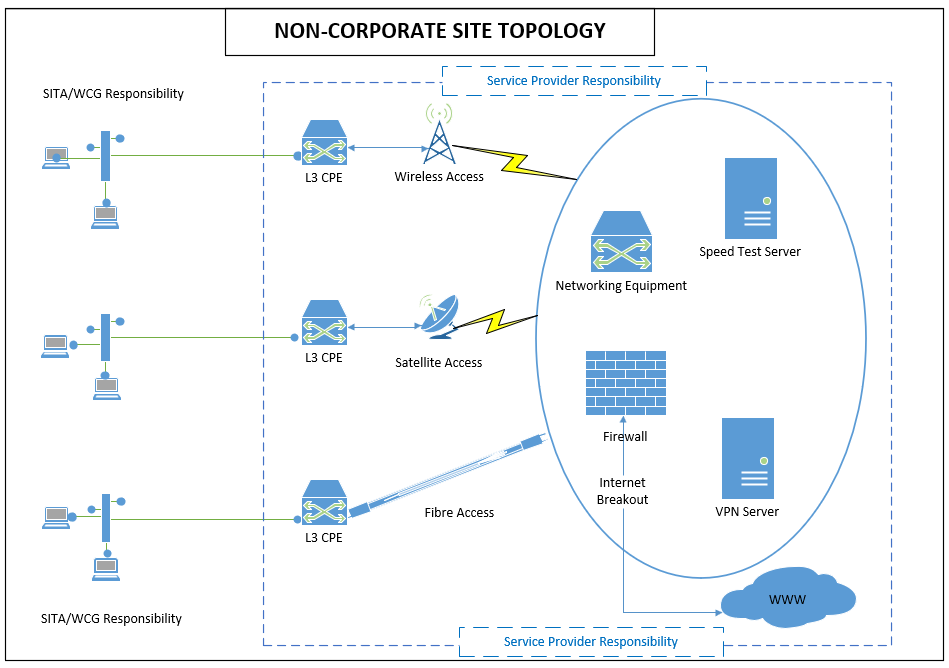 NON-CORPORATE SITE TOPOLOGY
Service Provider Responsibility
SITA/WCG Responsibility
L3 CPE
Wireless Access
Speed Test Server
Networking Equipment
L3 CPE
Satellite Access
Firewall
Internet
Breakout
VPN Server
L3 CPE
Fibre Access
WWW
SITA/WCG Responsibility
Service Provider Responsibility